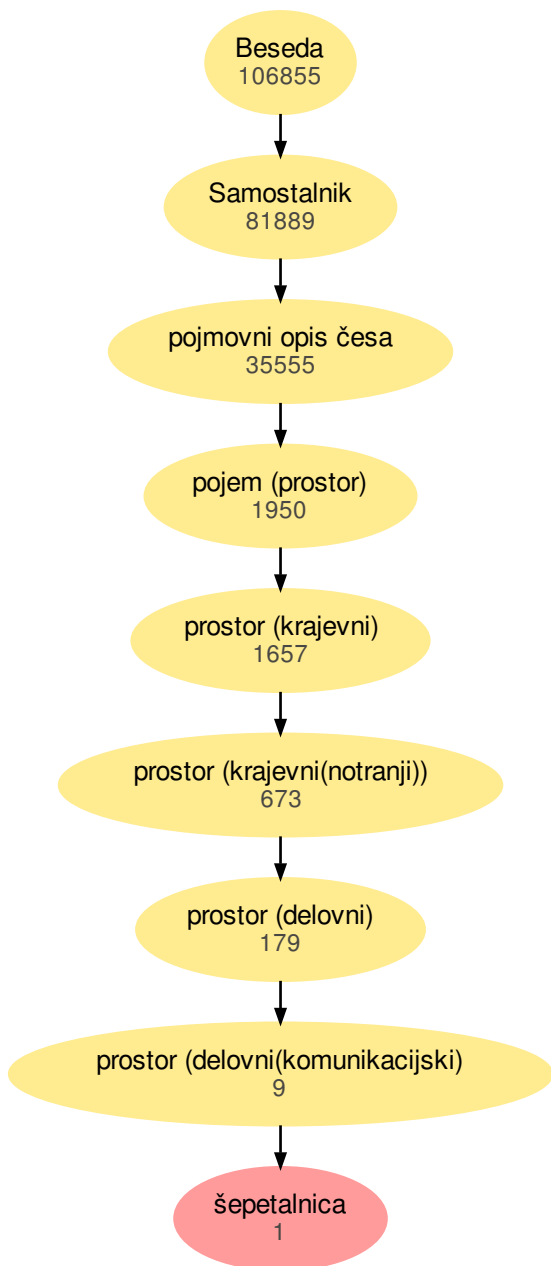 Beseda
106855
Samostalnik
81889
pojmovni opis česa
35555
pojem (prostor)
1950
prostor (krajevni)
1657
prostor (krajevni(notranji))
673
prostor (delovni)
179
prostor (delovni(komunikacijski)
9
šepetalnica
1